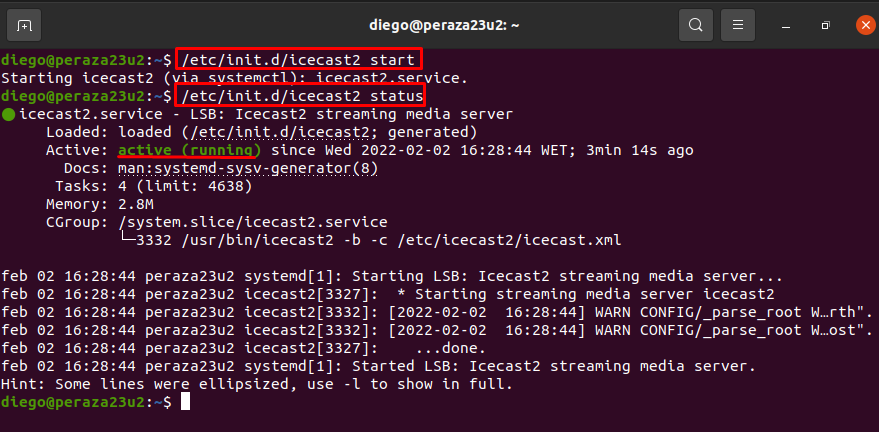 diego@peraza23u2: ~
diego@peraza23u2:~$ /etc/init.d/icecast2 start
Starting icecast2 (via systemctl): icecast2.service.
diego@peraza23u2:~$ /etc/init.d/icecast2 status
● icecast2.service - LSB: Icecast2 streaming media server
     Loaded: loaded (/etc/init.d/icecast2; generated)
     Active: active (running) since Wed 2022-02-02 16:28:44 WET; 3min 14s ago
       Docs: man:systemd-sysv-generator(8)
      Tasks: 4 (limit: 4638)
     Memory: 2.8M
     CGroup: /system.slice/icecast2.service
             └─3332 /usr/bin/icecast2 -b -c /etc/icecast2/icecast.xml
feb 02 16:28:44 peraza23u2 systemd[1]: Starting LSB: Icecast2 streaming media server...
feb 02 16:28:44 peraza23u2 icecast2[3327]:  * Starting streaming media server icecast2
feb 02 16:28:44 peraza23u2 icecast2[3332]: [2022-02-02  16:28:44] WARN CONFIG/_parse_root W…rth".
feb 02 16:28:44 peraza23u2 icecast2[3332]: [2022-02-02  16:28:44] WARN CONFIG/_parse_root W…ost".
feb 02 16:28:44 peraza23u2 icecast2[3327]:    ...done.
feb 02 16:28:44 peraza23u2 systemd[1]: Started LSB: Icecast2 streaming media server.
Hint: Some lines were ellipsized, use -l to show in full.
diego@peraza23u2:~$